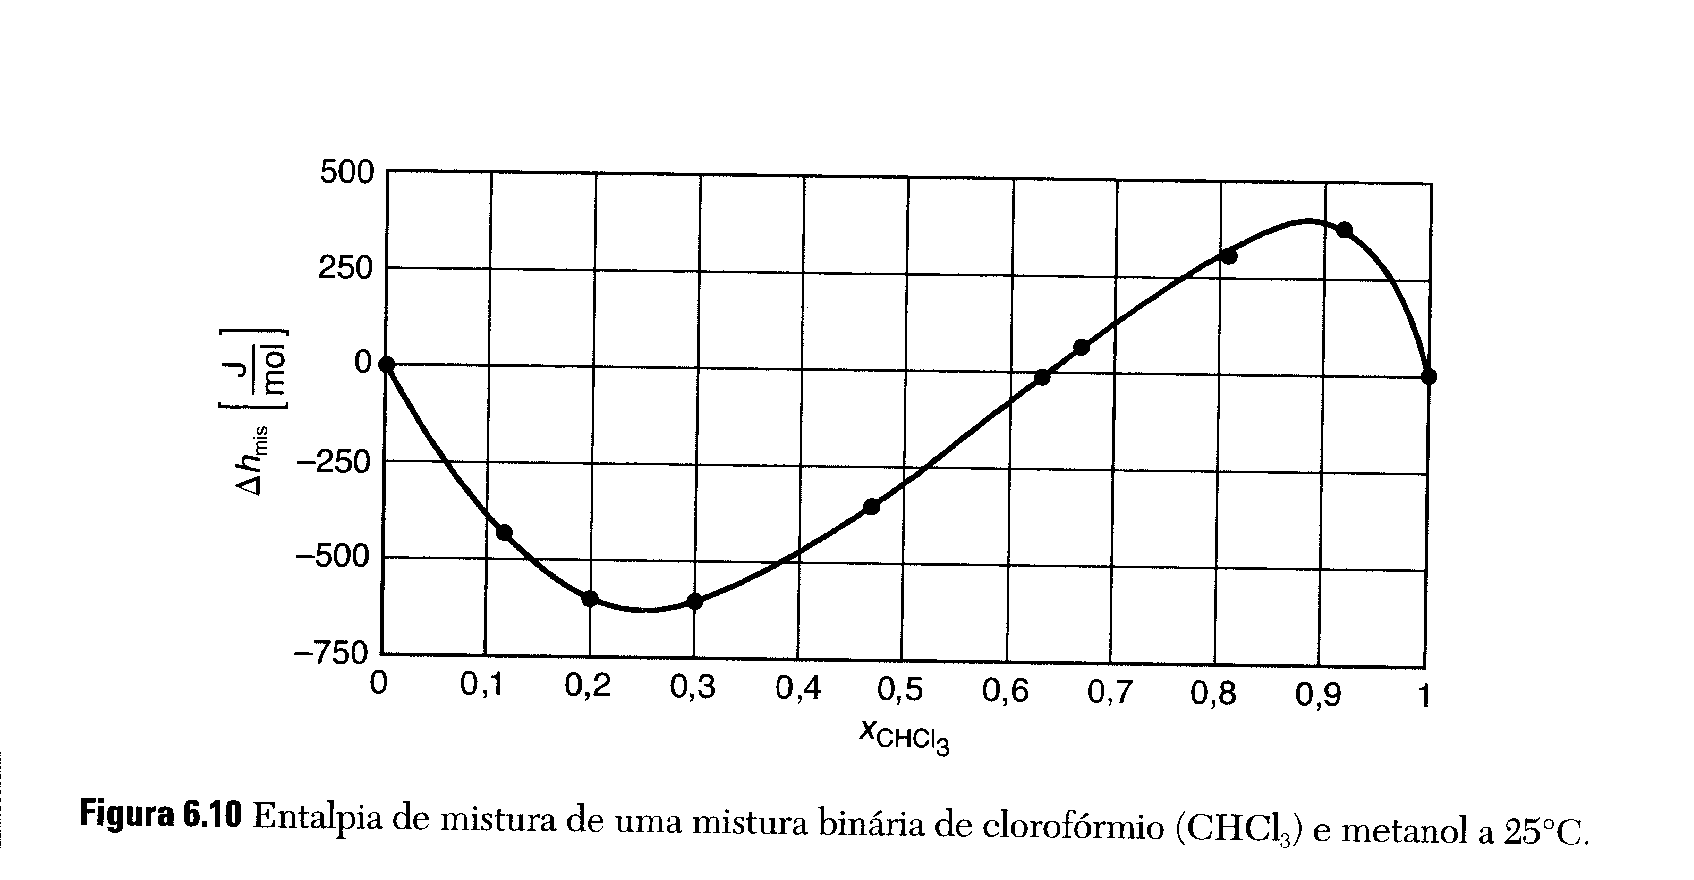 500
250
0
−250
−500
−750
Δhmis [J/mol]
0 0,1 0,2 0,3 0,4 0,5 0,6 0,7 0,8 0,9 1
xCHCl3
Figura 6.10 Entalpia de mistura de uma mistura binária de clorofórmio (CHCl3) e metanol a 25°C.